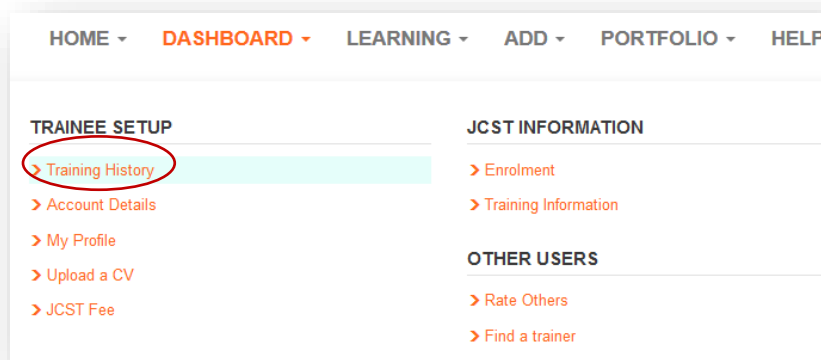 HOME DASHBOARD LEARNING ADD PORTFOLIO HELP
TRAINEE SETUP
Training History
Account Details
My Profile
Upload a CV
JCST Fee
JCST INFORMATION
Enrolment
Training Information
OTHER USERS
Rate Others
Find a trainer